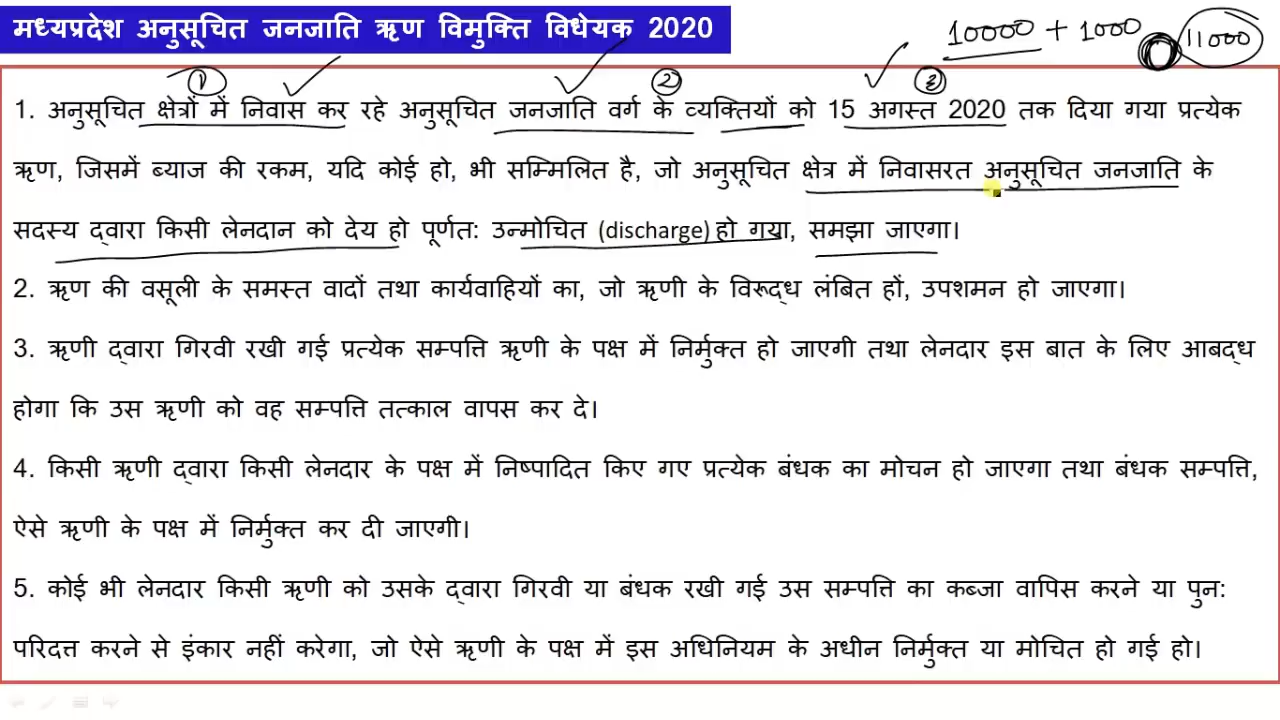 मध्यप्रदेश अनुसूचित जनजाति ऋण विमुक्ति विधेयक 2020
10000 + 1000
11000
1
2
3
1. अनुसूचित क्षेत्रों में निवास कर रहे अनुसूचित जनजाति वर्ग के व्यक्तियों को 15 अगस्त 2020 तक दिया गया प्रत्येक
ऋण, जिसमें ब्याज की रकम, यदि कोई हो, भी सम्मिलित है, जो अनुसूचित क्षेत्र में निवासरत अनुसूचित जनजाति के
सदस्य द्वारा किसी लेनदान को देय हो पूर्णत: उन्मोचित (discharge) हो गया, समझा जाएगा।
2. ऋण की वसूली के समस्त वादों तथा कार्यवाहियों का, जो ऋणी के विरूद्ध लंबित हों, उपशमन हो जाएगा।
3. ऋणी द्वारा गिरवी रखी गई प्रत्येक सम्पत्ति ऋणी के पक्ष में निर्मुक्त हो जाएगी तथा लेनदार इस बात के लिए आबद्ध
होगा कि उस ऋणी को वह सम्पत्ति तत्काल वापस कर दे।
4. किसी ऋणी द्वारा किसी लेनदार के पक्ष में निष्पादित किए गए प्रत्येक बंधक का मोचन हो जाएगा तथा बंधक सम्पत्ति,
ऐसे ऋणी के पक्ष में निर्मुक्त कर दी जाएगी।
5. कोई भी लेनदार किसी ऋणी को उसके द्वारा गिरवी या बंधक रखी गई उस सम्पत्ति का कब्जा वापिस करने या पुन:
परिदत्त करने से इंकार नहीं करेगा, जो ऐसे ऋणी के पक्ष में इस अधिनियम के अधीन निर्मुक्त या मोचित हो गई हो।